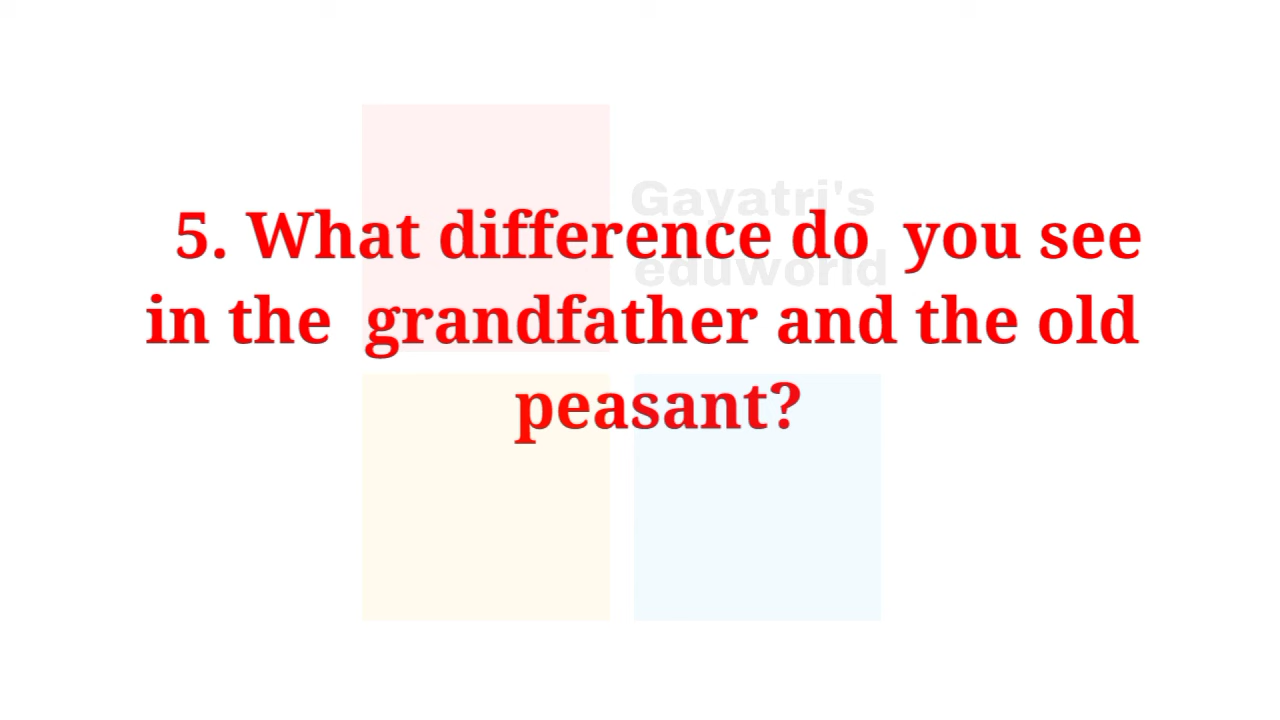 Gayatri's
eduworld
5. What difference do you see
in the grandfather and the old
peasant?